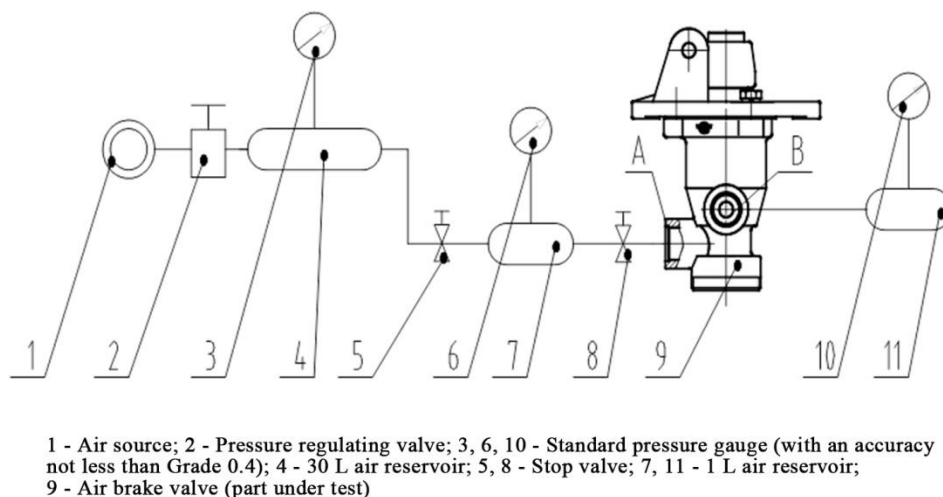 A B
1 2 3 4 5 6 7 8 9 10 11
1 - Air source; 2 - Pressure regulating valve; 3, 6, 10 - Standard pressure gauge (with an accuracy
not less than Grade 0.4); 4 - 30 L air reservoir; 5, 8 - Stop valve; 7, 11 - 1 L air reservoir;
9 - Air brake valve (part under test)